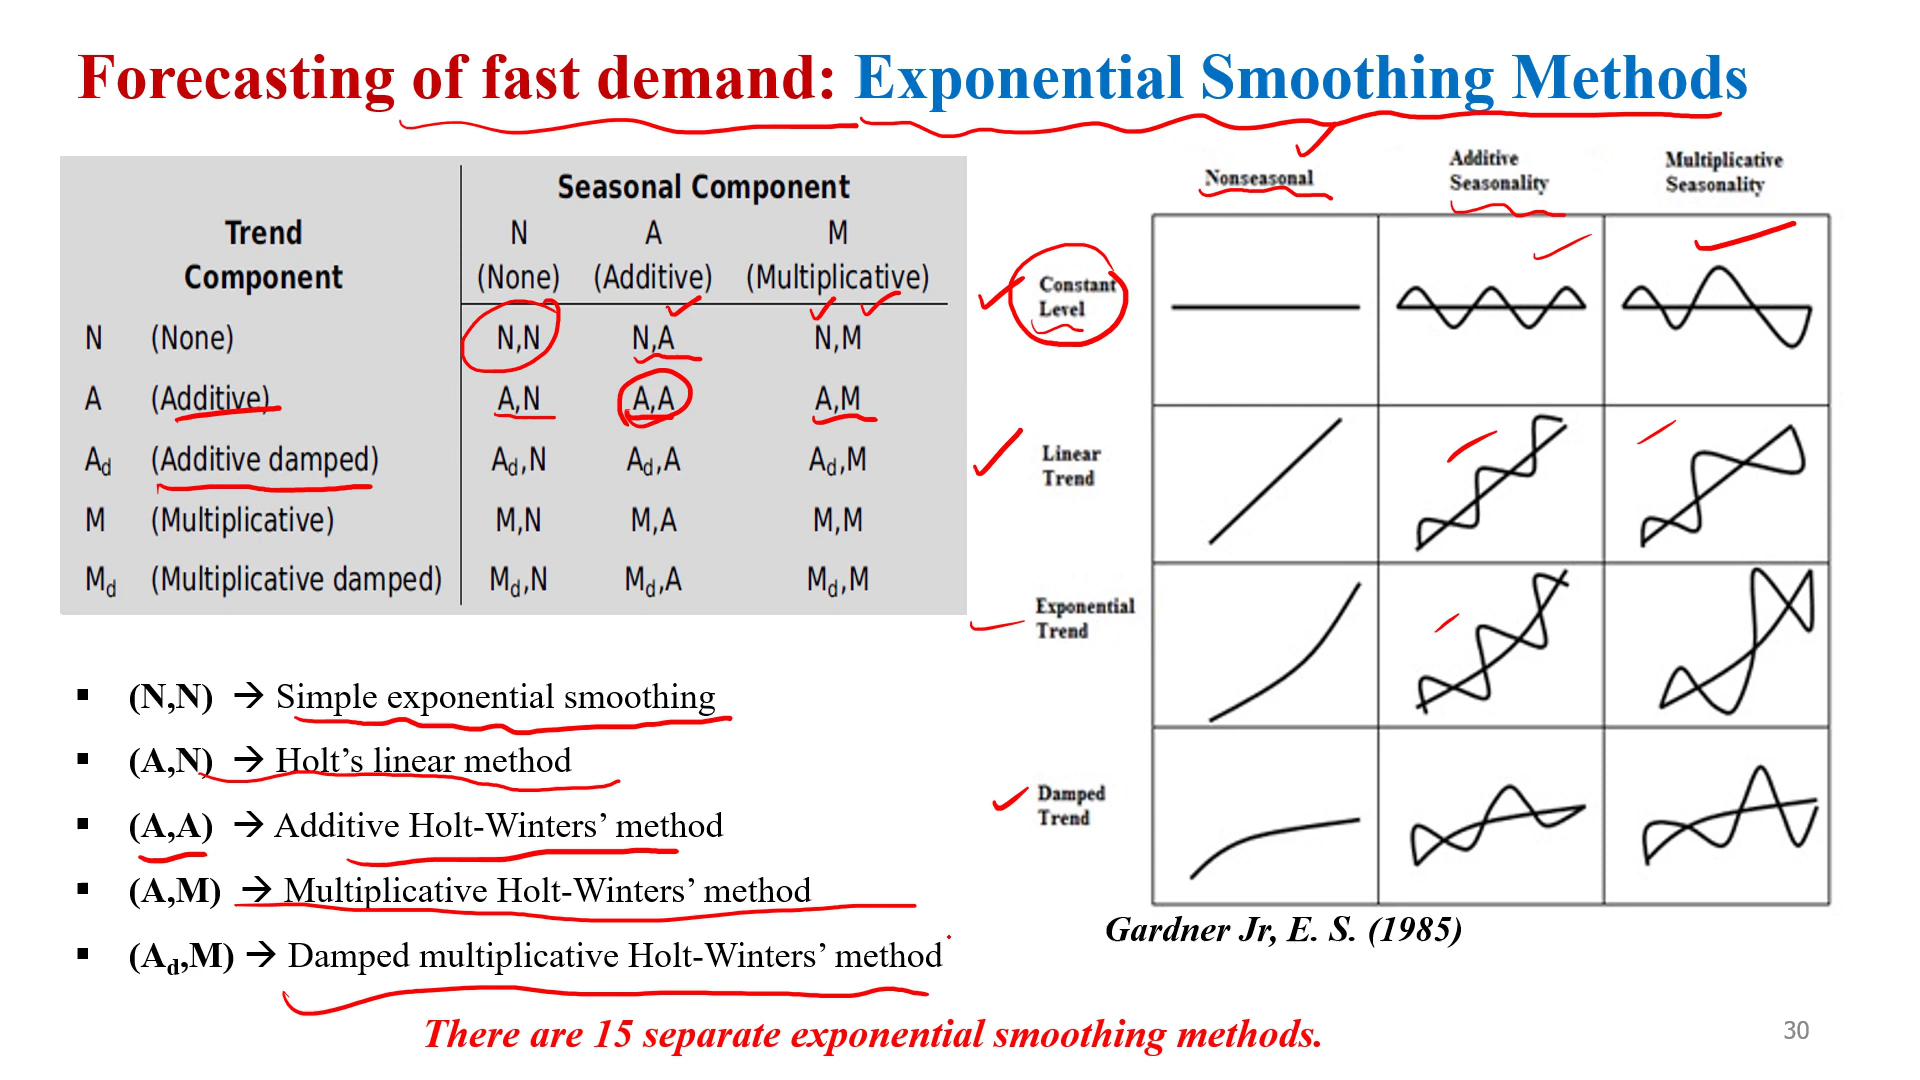 Forecasting of fast demand: Exponential Smoothing Methods
Seasonal Component
Trend N A M
Component (None) (Additive) (Multiplicative)
N (None) N,N N,A N,M
A (Additive) A,N A,A A,M
Ad (Additive damped) Ad,N Ad,A Ad,M
M (Multiplicative) M,N M,A M,M
Md (Multiplicative damped) Md,N Md,A Md,M
Nonseasonal
Additive
Seasonality
Multiplicative
Seasonality
Constant
Level
Linear
Trend
Exponential
Trend
Damped
Trend
Gardner Jr, E. S. (1985)
▪ (N,N) → Simple exponential smoothing
▪ (A,N) → Holt’s linear method
▪ (A,A) → Additive Holt-Winters’ method
▪ (A,M) → Multiplicative Holt-Winters’ method
▪ (Ad,M) → Damped multiplicative Holt-Winters’ method
There are 15 separate exponential smoothing methods.
30